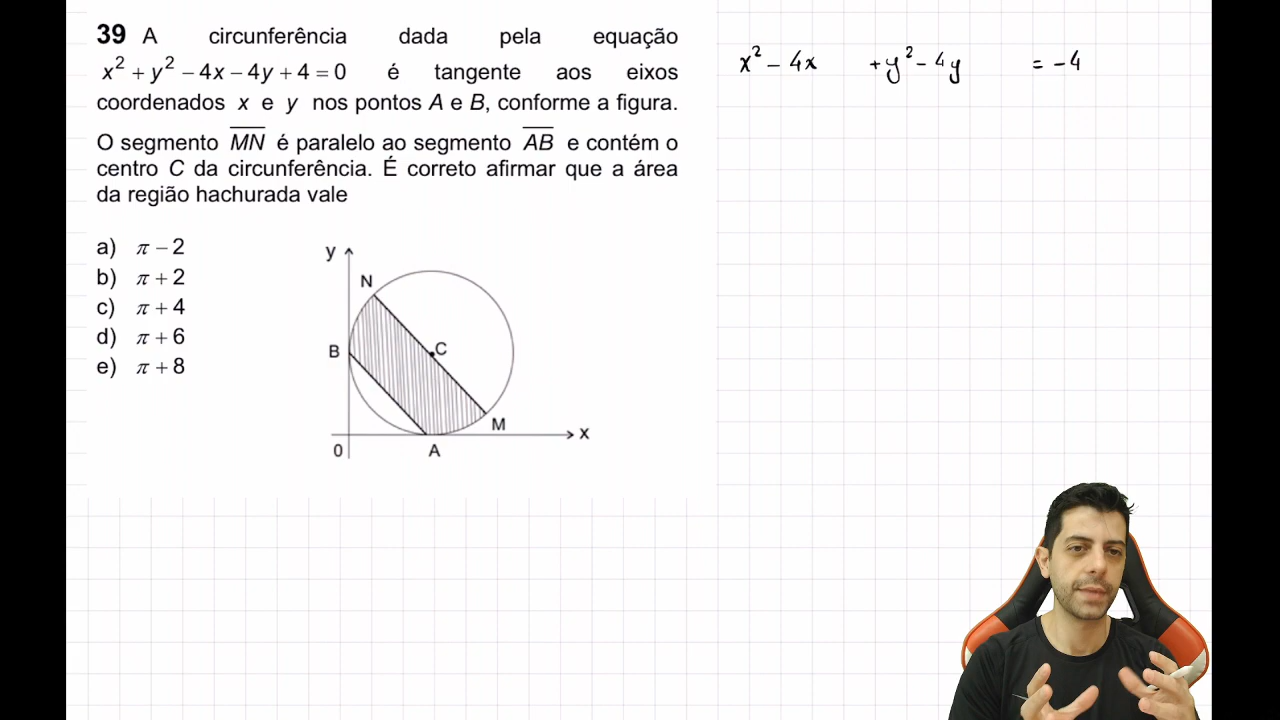 39 A circunferência dada pela equação
x² + y² − 4x − 4y + 4 = 0 é tangente aos eixos
coordenados x e y nos pontos A e B, conforme a figura.
O segmento M̅N̅ é paralelo ao segmento A̅B̅ e contém o
centro C da circunferência. É correto afirmar que a área
da região hachurada vale
a) π − 2
b) π + 2
c) π + 4
d) π + 6
e) π + 8
y
N
B
C
M
x
0
A
x² − 4x + y² − 4y = −4